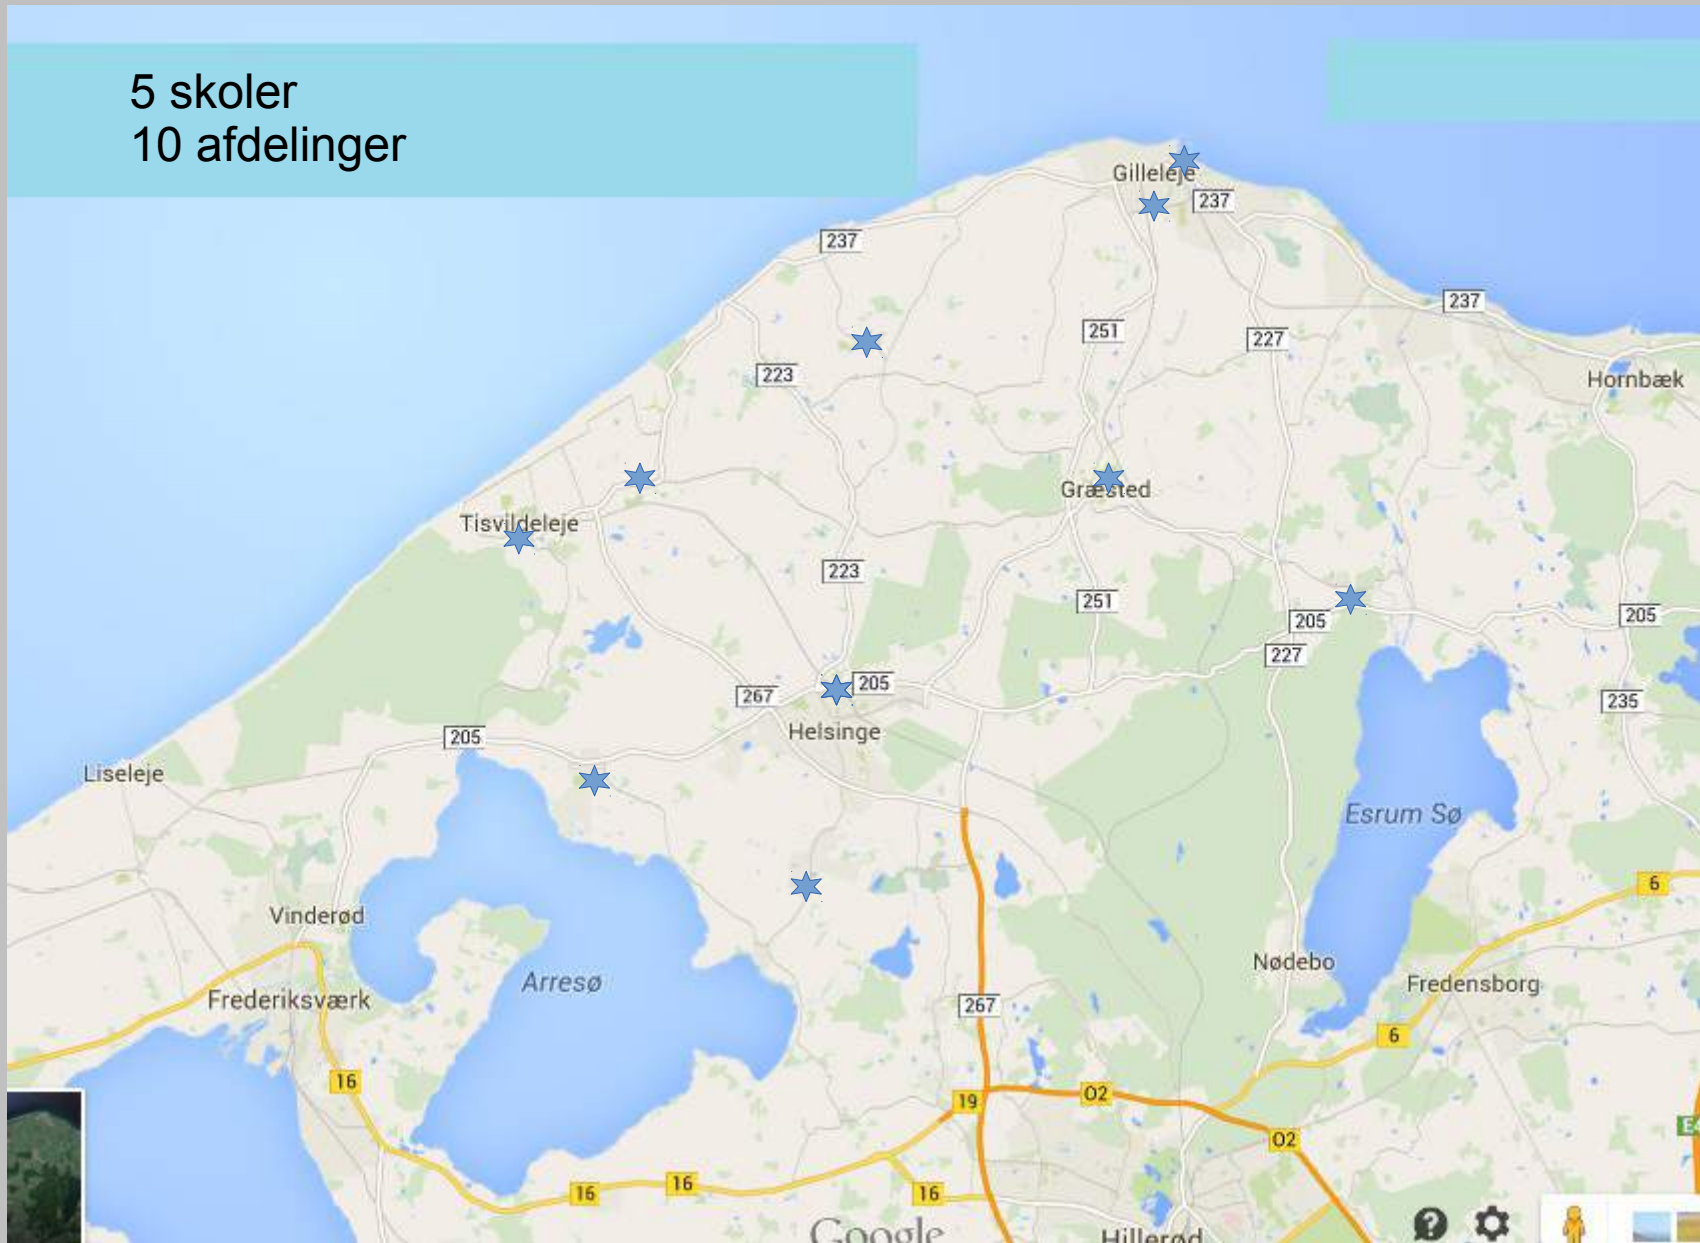 5 skoler
10 afdelinger
Gilleleje
237
237
237
251
227
223
Hornbæk
Græsted
Tisvildeleje
223
251
205
205
227
205
267
235
Helsinge
205
Liseleje
Esrum Sø
6
Vinderød
Nødebo
Arresø
Fredensborg
Frederiksværk
267
6
16
19
O2
O2
16
16
16
Google
Hillerød